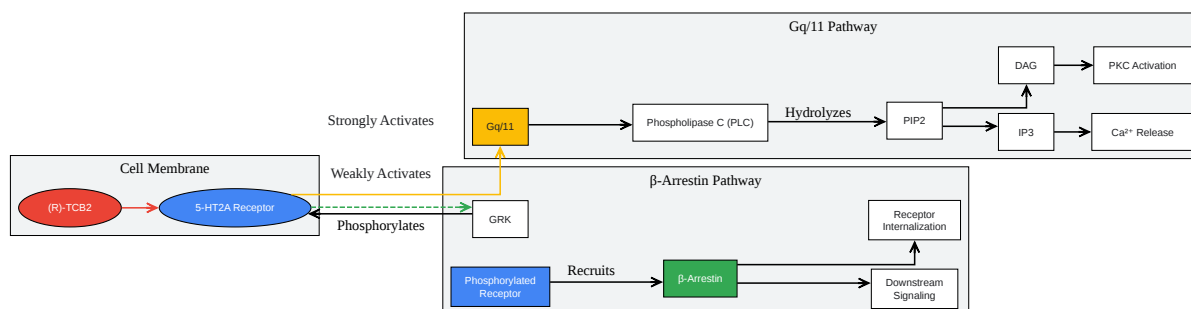 Gq/11 Pathway
DAG
PKC Activation
Strongly Activates
Gq/11
Phospholipase C (PLC)
Hydrolyzes
PIP2
IP3
Ca²⁺ Release
Cell Membrane
(R)-TCB2
5-HT2A Receptor
Weakly Activates
Phosphorylates
β-Arrestin Pathway
GRK
Receptor
Internalization
Phosphorylated
Receptor
Recruits
β-Arrestin
Downstream
Signaling